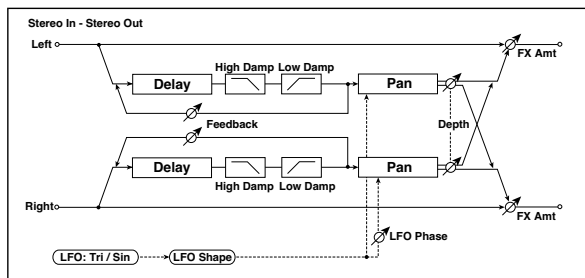 Stereo In - Stereo Out
Left
FX Amt
High Damp Low Damp
Delay
Pan
Feedback
Depth
Delay
Pan
High Damp Low Damp
Right
FX Amt
LFO Phase
LFO: Tri / Sin
LFO Shape